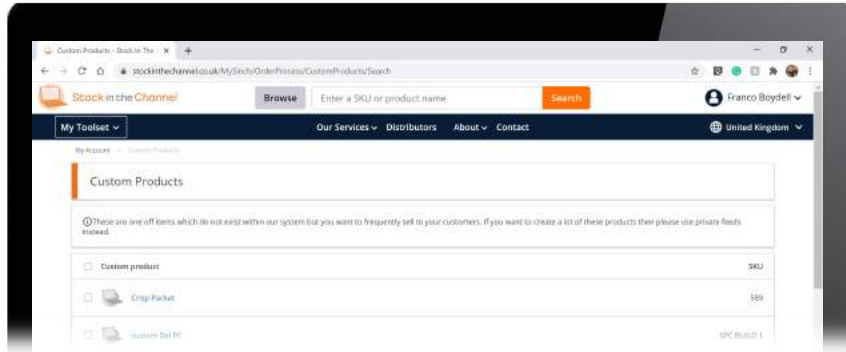 Custom Products - Stock In The
stockinthechannel.co.uk/MySinch/OrderProcess/CustomProducts/Search
Stock in the Channel
Browse
Enter a SKU or product name
Search
Franco Boydell
My Toolset
Our Services
Distributors
About
Contact
United Kingdom
My Account
Custom Products
Custom Products
These are one off items which do not exist within our system but you want to frequently sell to your customers. If you want to create a lot of these products then please use private feeds
instead.
Custom product
SKU
Crisp Packet
589
custom Del PC
SPC BUILD 1